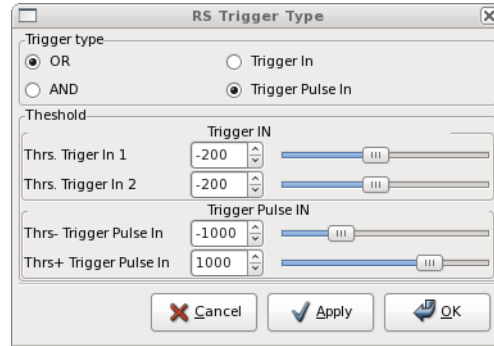 RS Trigger Type
Trigger type
OR
Trigger In
AND
Trigger Pulse In
Theshold
Trigger IN
Thrs. Triger In 1
-200
Thrs. Trigger In 2
-200
Trigger Pulse IN
Thrs- Trigger Pulse In
-1000
Thrs+ Trigger Pulse In
1000
Cancel
Apply
OK